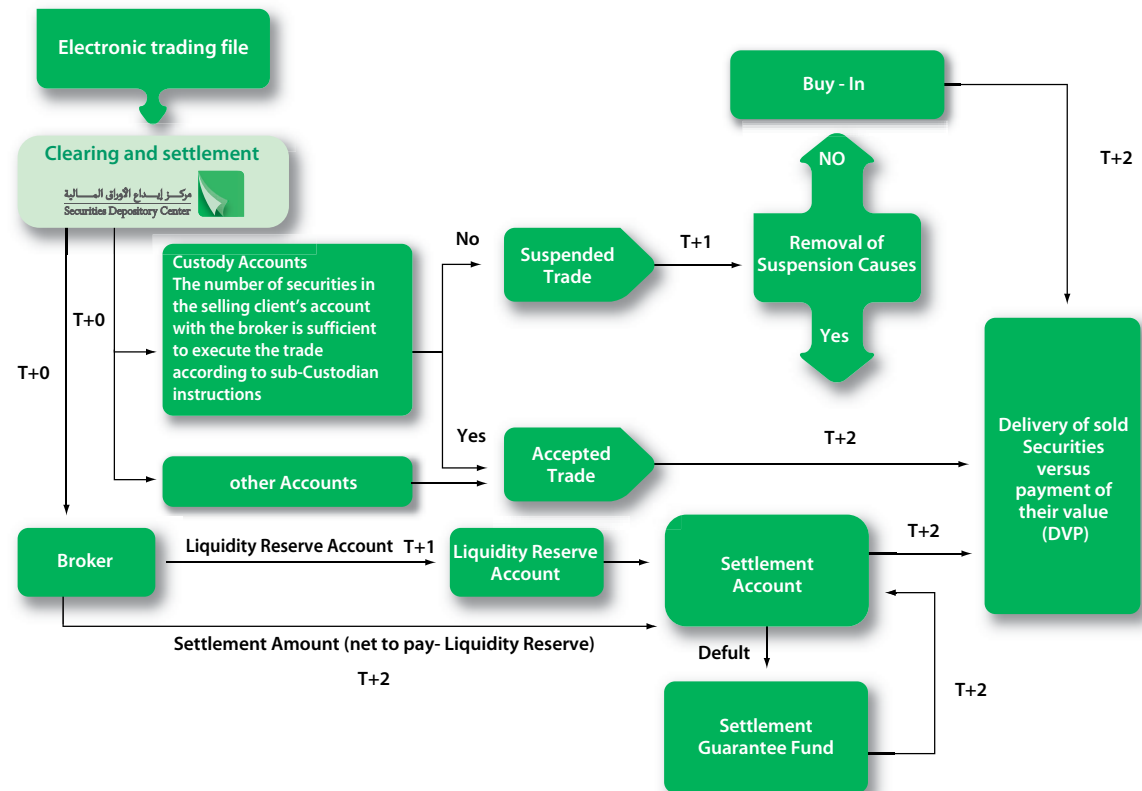 Electronic trading file
Clearing and settlement
مركـز إيـــداع الأوراق المـــــالية
Securities Depository Center
Custody Accounts
The number of securities in
the selling client's account
with the broker is sufficient
to execute the trade
according to sub-Custodian
instructions
other Accounts
T+0
T+0
No
Yes
Suspended
Trade
T+1
Removal of
Suspension Causes
NO
Yes
Buy - In
T+2
Accepted
Trade
T+2
Delivery of sold
Securities
versus
payment of
their value
(DVP)
Broker
Liquidity Reserve Account
T+1
Liquidity Reserve
Account
Settlement
Account
T+2
Settlement Amount (net to pay- Liquidity Reserve)
T+2
Defult
Settlement
Guarantee Fund
T+2